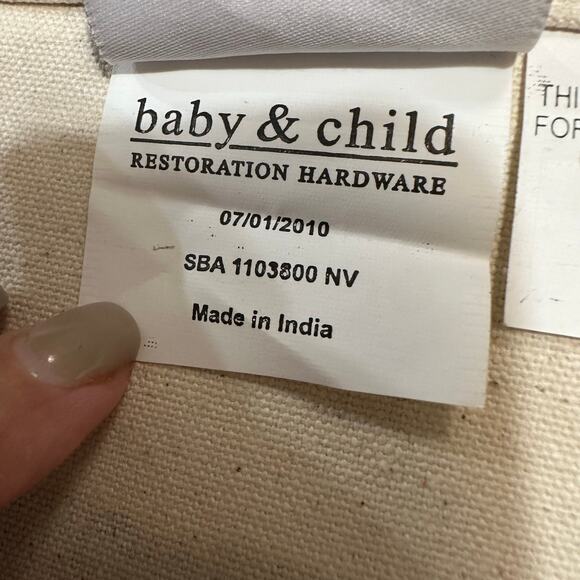 baby & child
RESTORATION HARDWARE
07/01/2010
SBA 1103800 NV
Made in India
THI
FOR